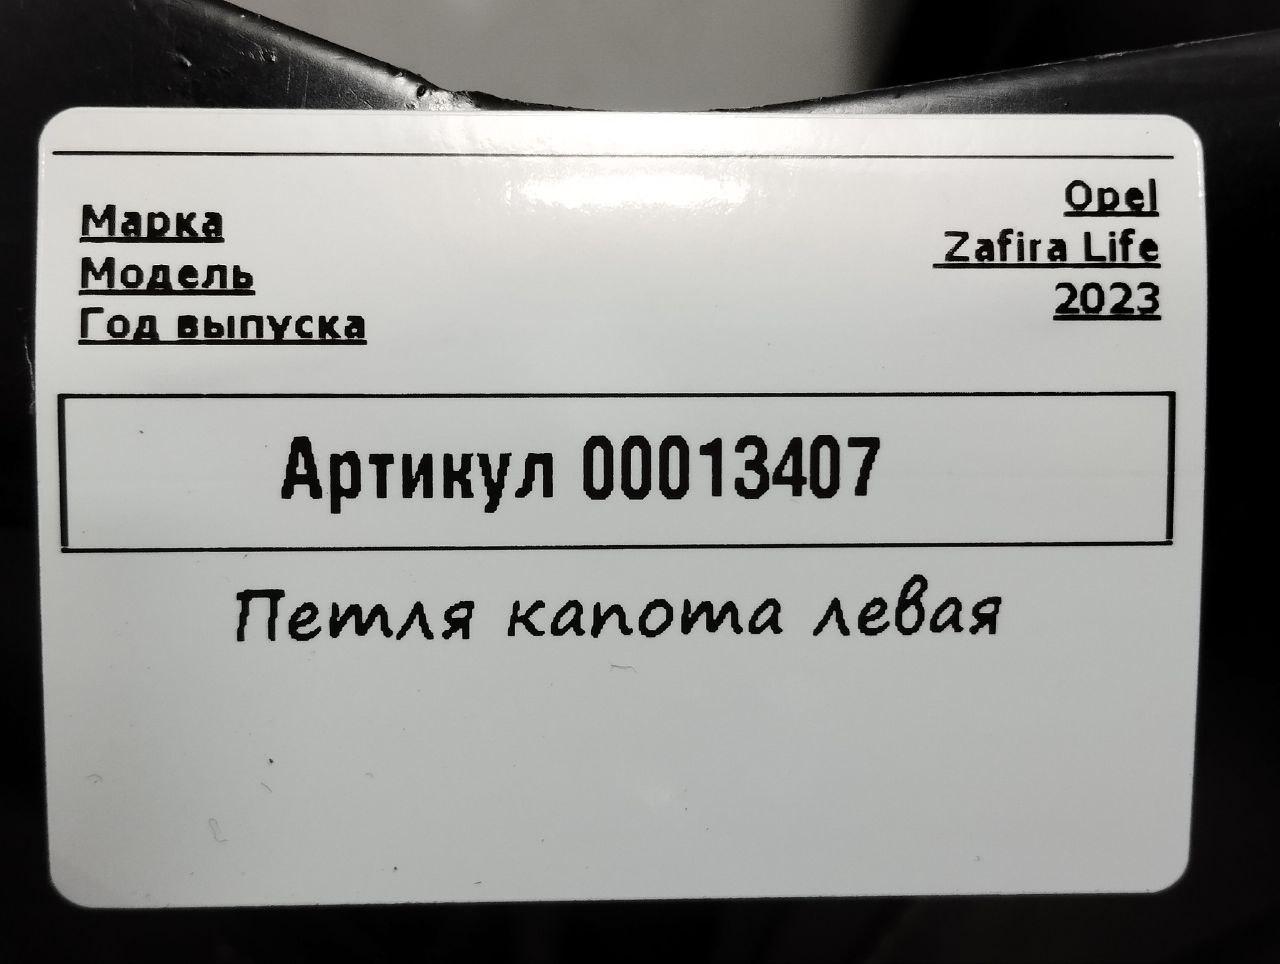 Марка Opel
Модель Zafira Life
Год выпуска 2023
Артикул 00013407
Петля капота левая